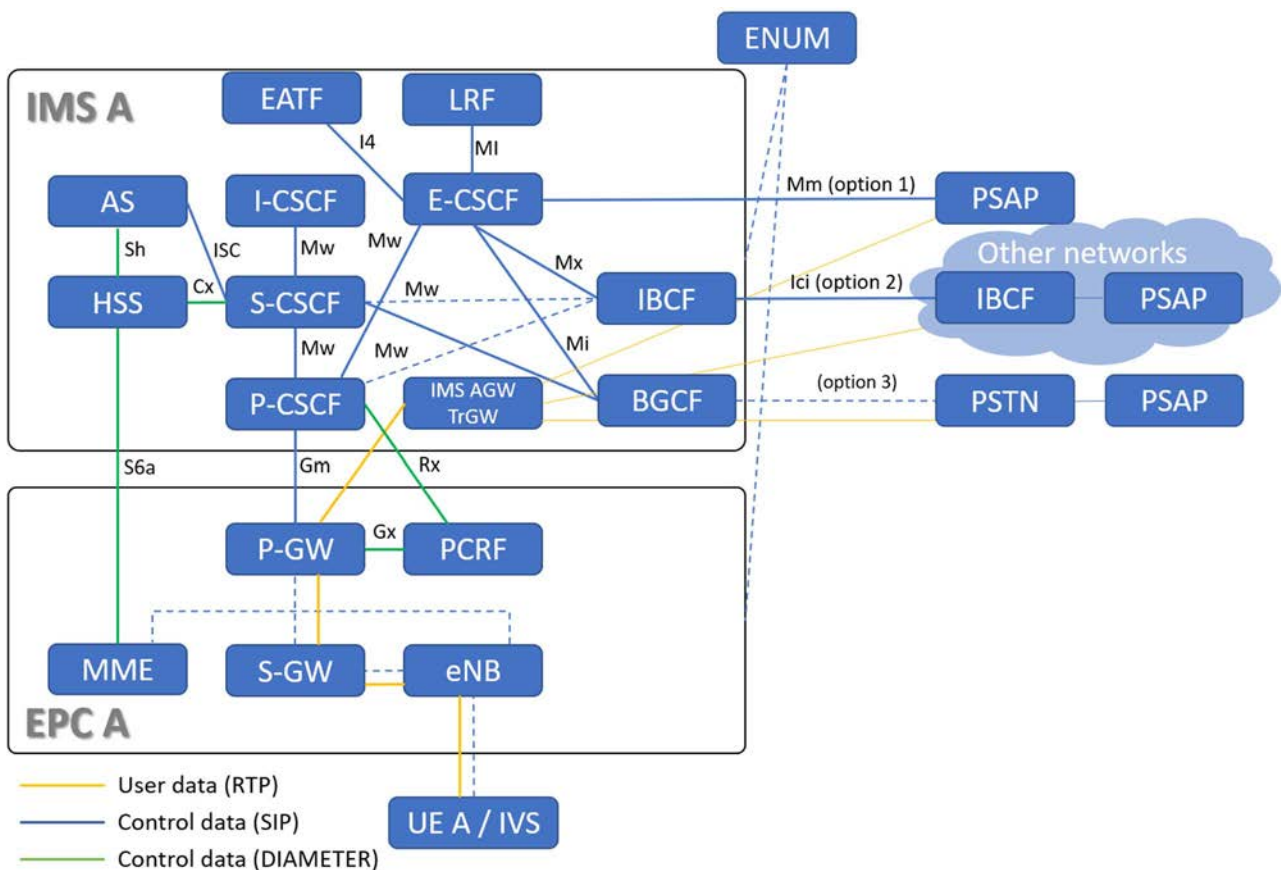 ENUM
IMS A
EATF
LRF
I4
MI
Mm (option 1)
AS
I-CSCF
E-CSCF
PSAP
Sh
ISC
Mw
Mw
Mx
Other networks
HSS
Cx
S-CSCF
Mw
IBCF
Ici (option 2)
IBCF
PSAP
Mw
Mw
Mi
P-CSCF
IMS AGW
TrGW
BGCF
(option 3)
PSTN
PSAP
S6a
Gm
Rx
P-GW
Gx
PCRF
MME
S-GW
eNB
EPC A
User data (RTP)
Control data (SIP)
UE A / IVS
Control data (DIAMETER)